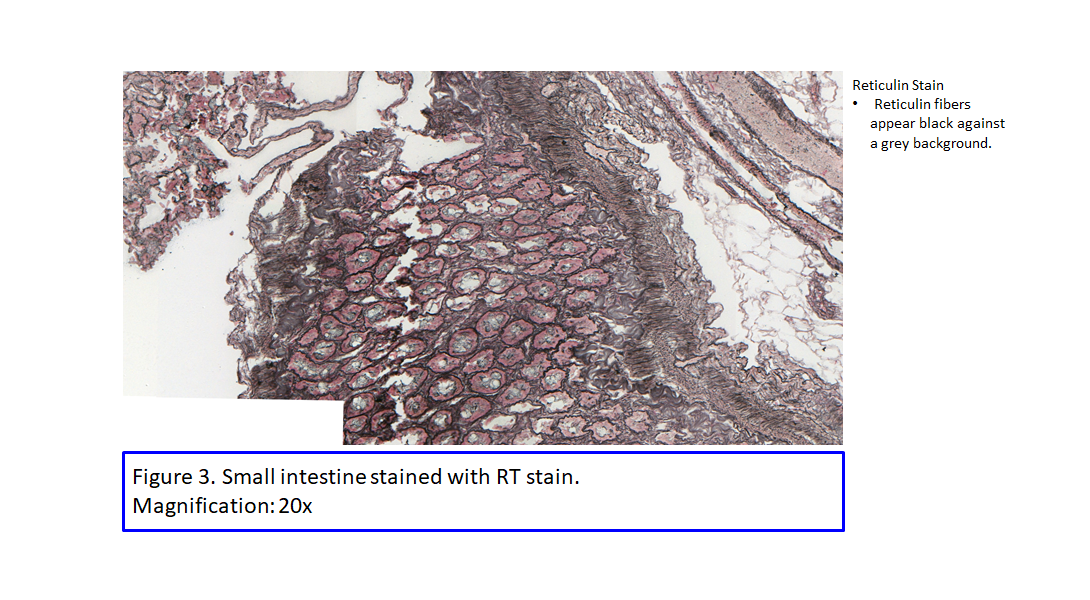 Reticulin Stain
• Reticulin fibers
appear black against
a grey background.
Figure 3. Small intestine stained with RT stain.
Magnification: 20x